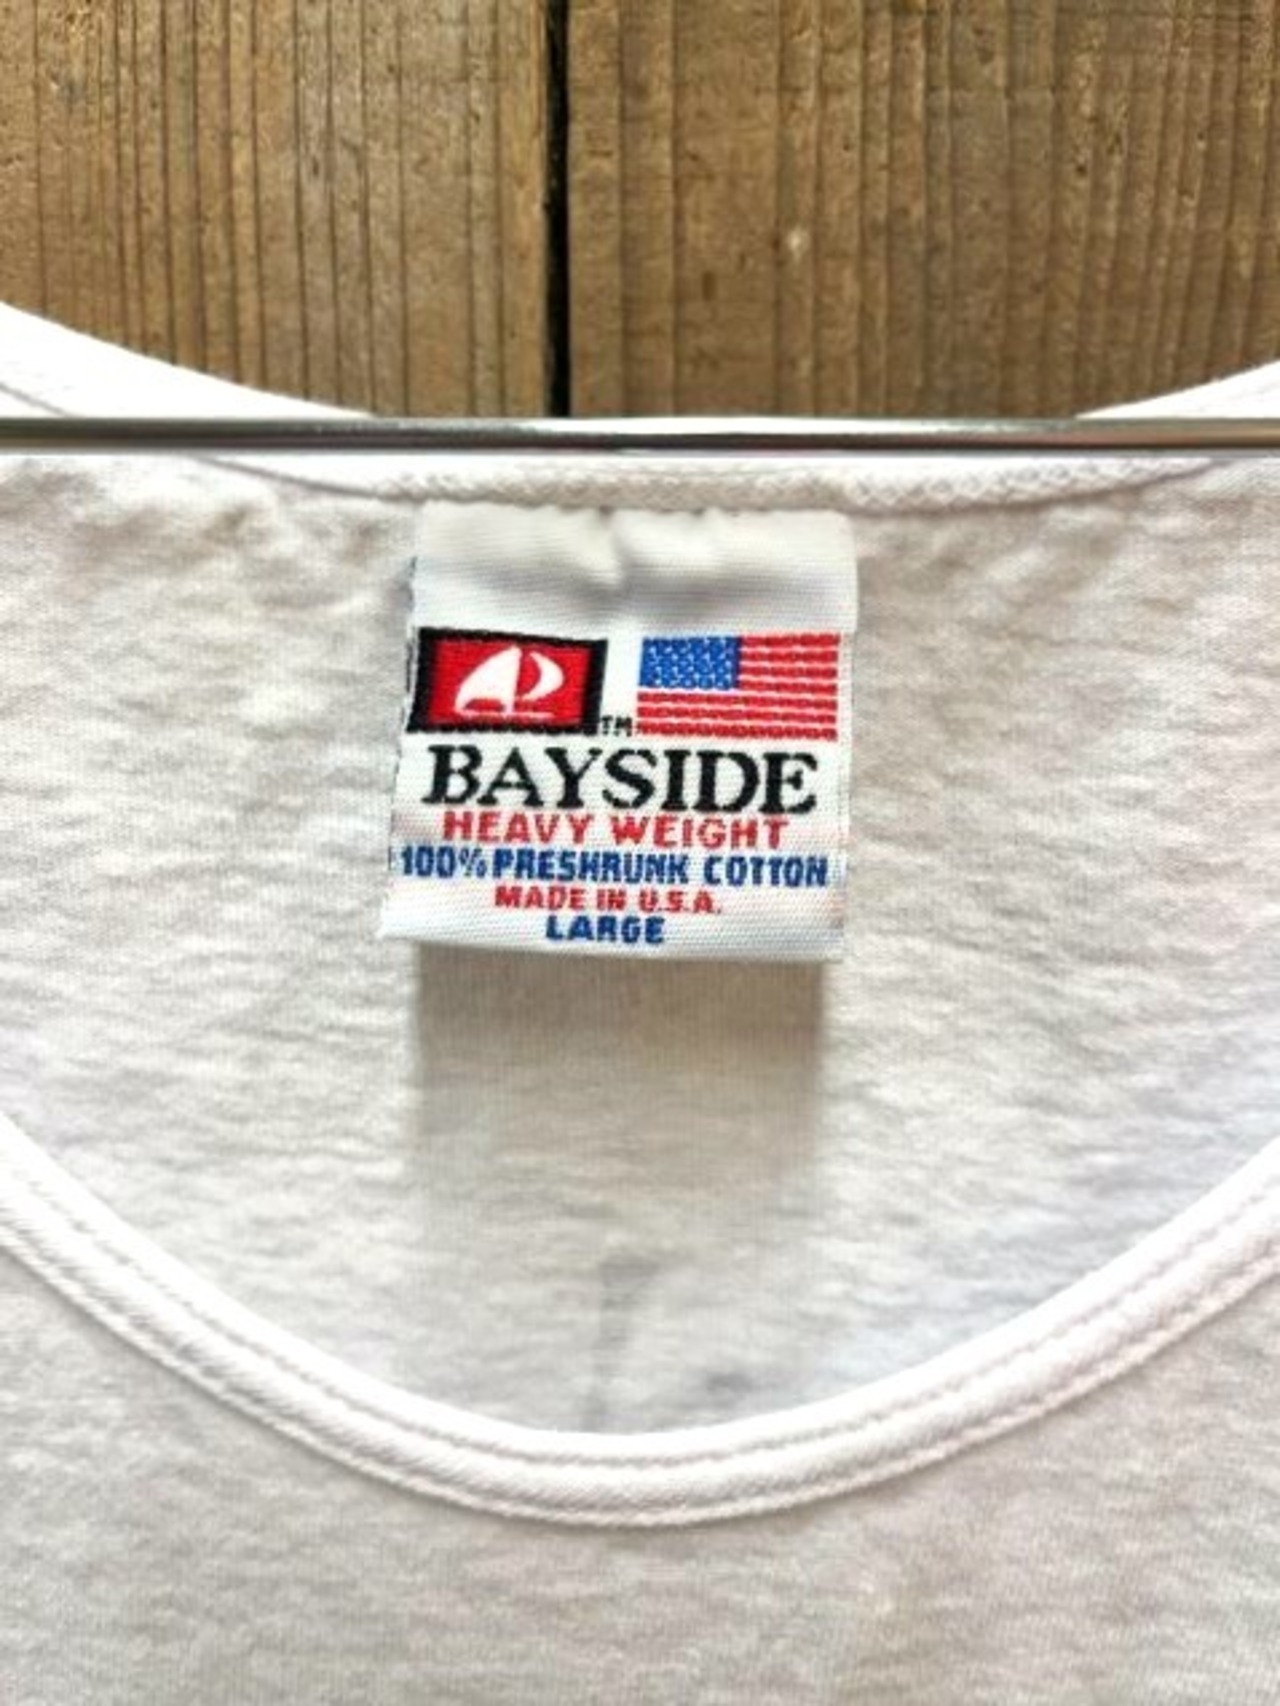 TM
BAYSIDE
HEAVY WEIGHT
100% PRESHRUNK COTTON
MADE IN U.S.A.
LARGE